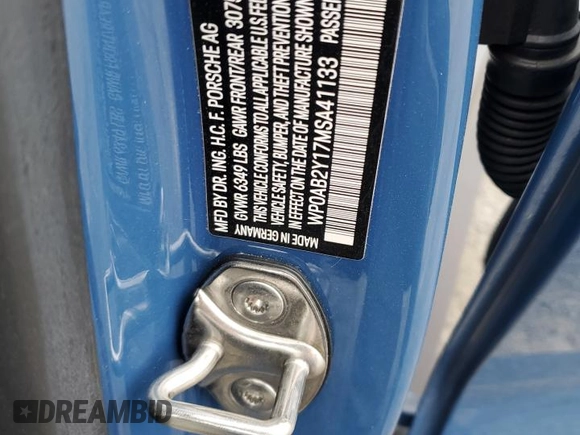 MFD BY DR. ING. H.C. F. PORSCHE AG
GVWR 6349 LBS GAWR FRONT/REAR 307
THIS VEHICLE CONFORMS TO ALL APPLICABLE U.S. FED
VEHICLE SAFETY, BUMPER, AND THEFT PREVENTION
IN EFFECT ON THE DATE OF MANUFACTURE SHOWN
WP0AB2Y17MSA41133 PASSE
MADE IN GERMANY
DREAMBID